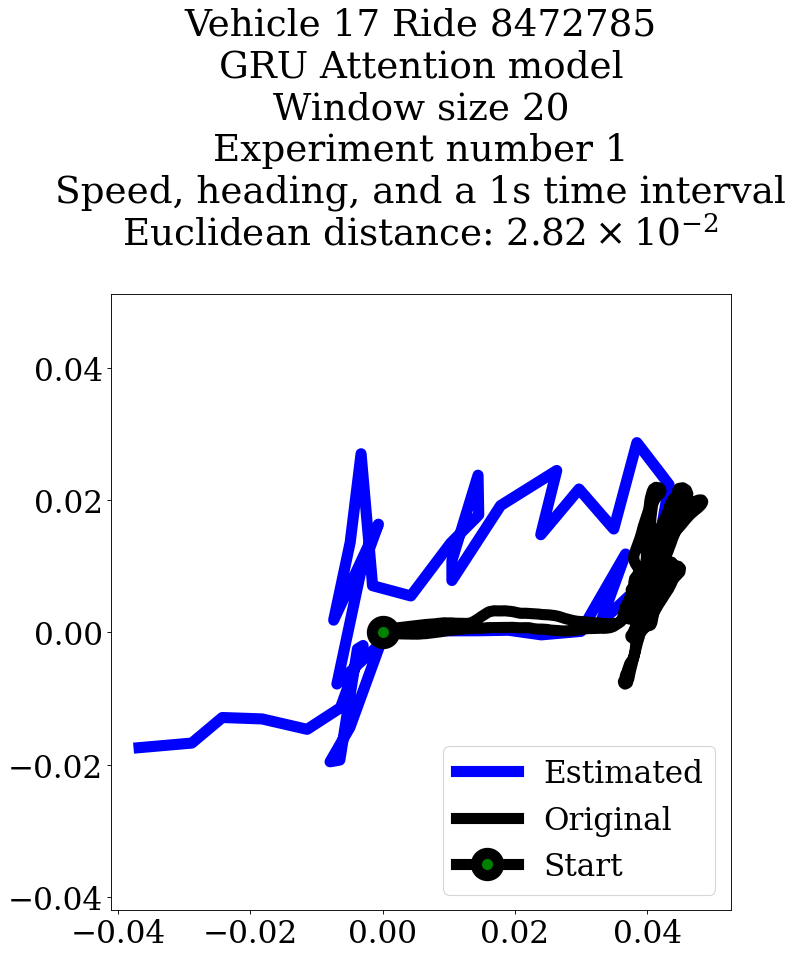 Vehicle 17 Ride 8472785
GRU Attention model
Window size 20
Experiment number 1
Speed, heading, and a 1s time interval
Euclidean distance: 2.82 × 10⁻²
0.04
0.02
0.00
−0.02
−0.04
Estimated
Original
Start
−0.04 −0.02 0.00 0.02 0.04